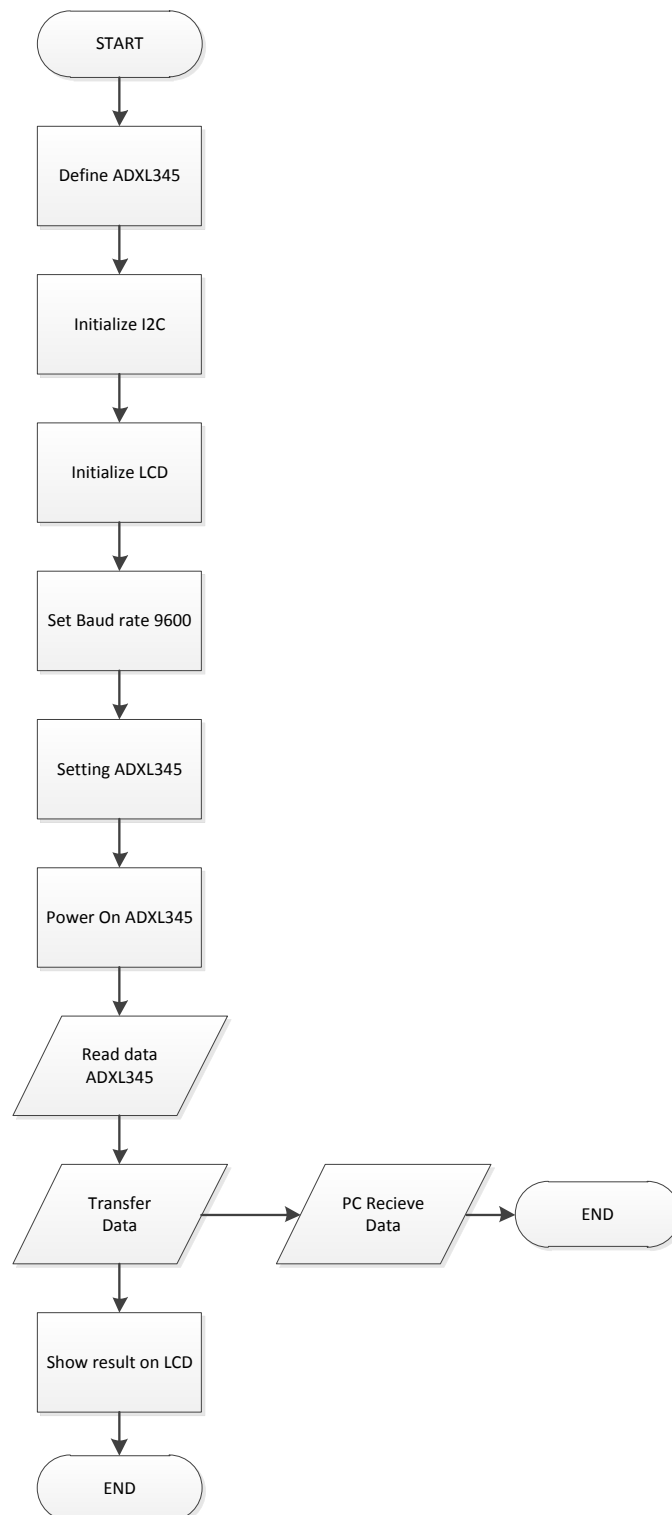 START
Define ADXL345
Initialize I2C
Initialize LCD
Set Baud rate 9600
Setting ADXL345
Power On ADXL345
Read data
ADXL345
Transfer
Data
PC Recieve
Data
END
Show result on LCD
END